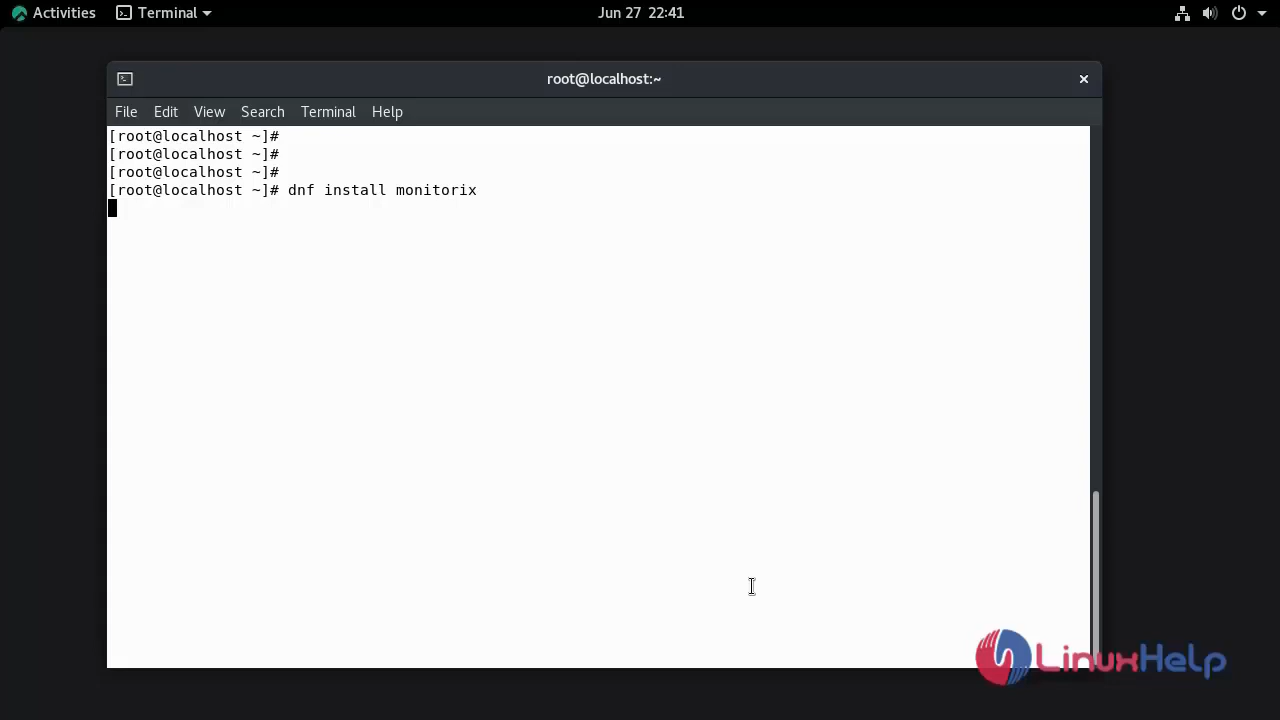 Activities Terminal Jun 27 22:41
root@localhost:~
File Edit View Search Terminal Help
[root@localhost ~]#
[root@localhost ~]#
[root@localhost ~]#
[root@localhost ~]# dnf install monitorix
LinuxHelp